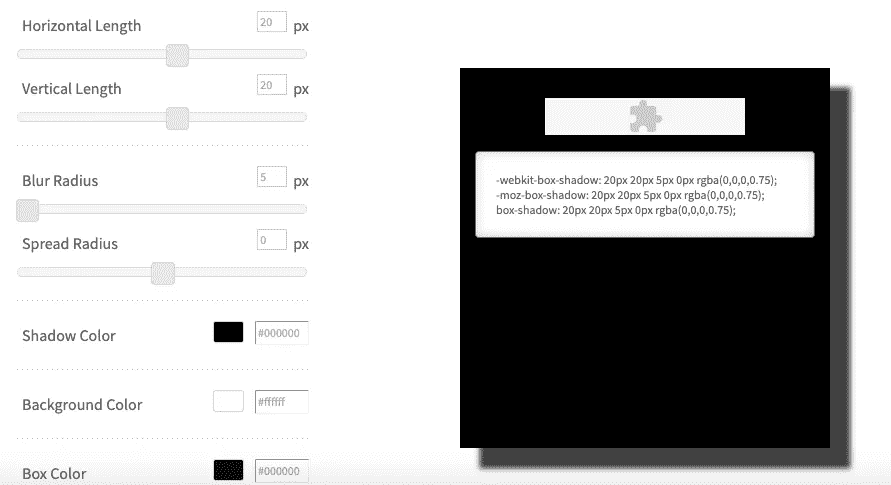 Horizontal Length 20 px
Vertical Length 20 px
Blur Radius 5 px
Spread Radius 0 px
Shadow Color #000000
Background Color #ffffff
Box Color #000000
-webkit-box-shadow: 20px 20px 5px 0px rgba(0,0,0,0.75);
-moz-box-shadow: 20px 20px 5px 0px rgba(0,0,0,0.75);
box-shadow: 20px 20px 5px 0px rgba(0,0,0,0.75);